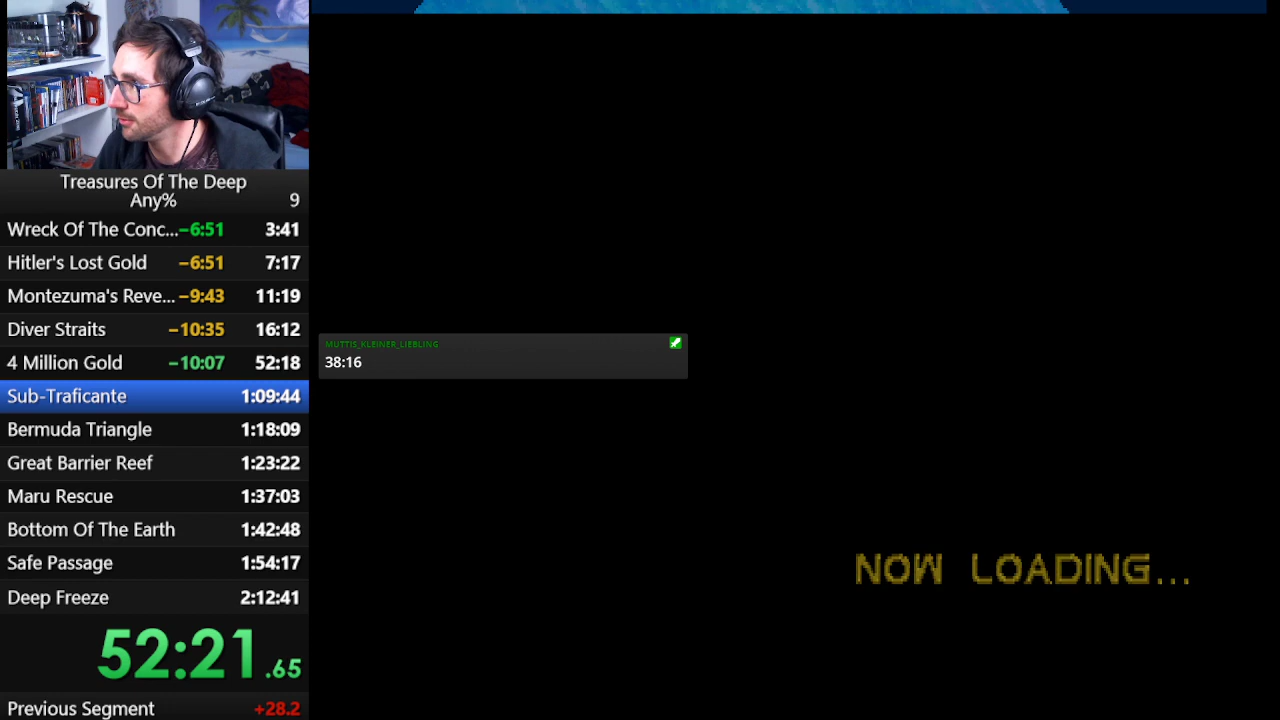 Treasures Of The Deep
Any% 9
Wreck Of The Conc... −6:51 3:41
Hitler's Lost Gold −6:51 7:17
Montezuma's Reve... −9:43 11:19
Diver Straits −10:35 16:12
4 Million Gold −10:07 52:18
Sub-Traficante 1:09:44
Bermuda Triangle 1:18:09
Great Barrier Reef 1:23:22
Maru Rescue 1:37:03
Bottom Of The Earth 1:42:48
Safe Passage 1:54:17
Deep Freeze 2:12:41
52:21.65
Previous Segment +28.2
MUTTIS_KLEINER_LIEBLING
38:16
NOW LOADING...